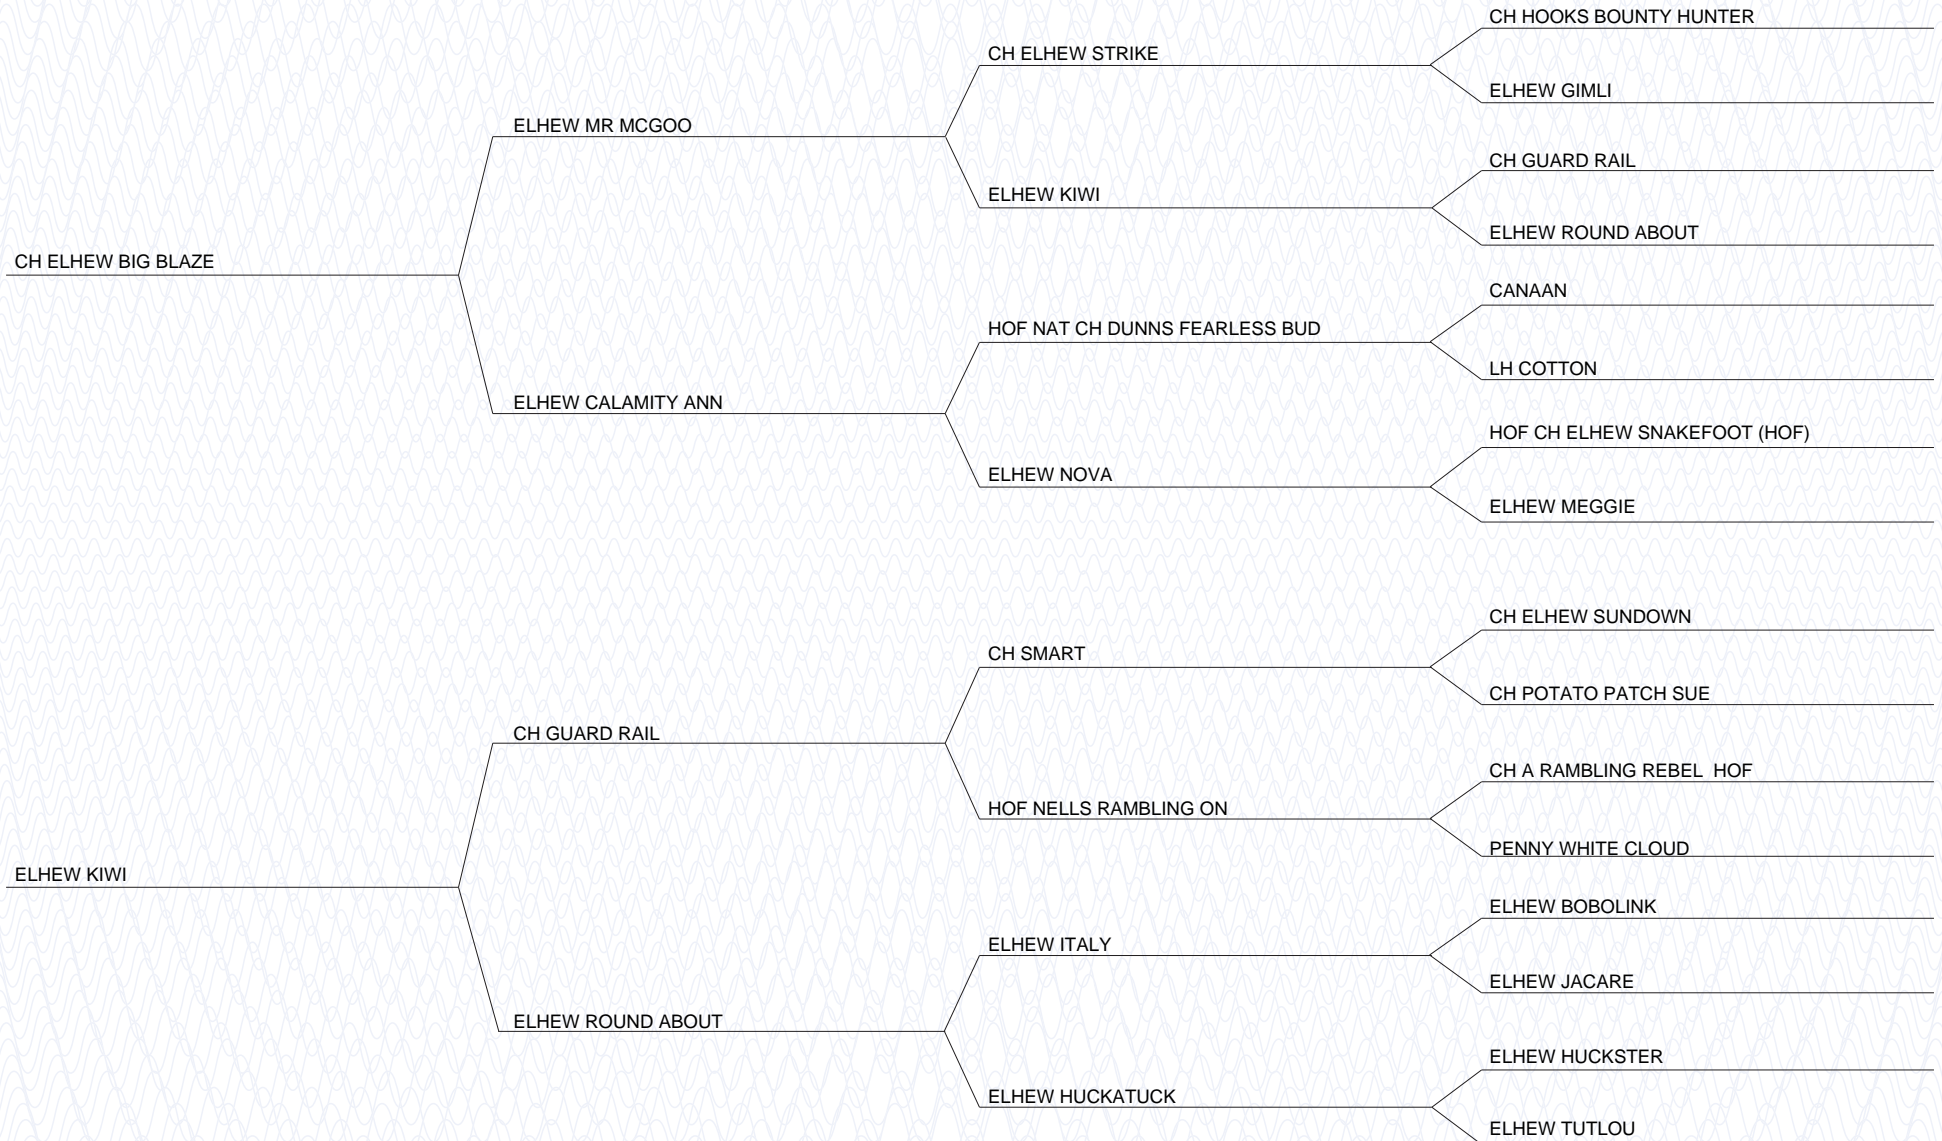 CH HOOKS BOUNTY HUNTER
CH ELHEW STRIKE
ELHEW GIMLI
ELHEW MR MCGOO
CH GUARD RAIL
ELHEW KIWI
ELHEW ROUND ABOUT
CH ELHEW BIG BLAZE
CANAAN
HOF NAT CH DUNNS FEARLESS BUD
LH COTTON
ELHEW CALAMITY ANN
HOF CH ELHEW SNAKEFOOT (HOF)
ELHEW NOVA
ELHEW MEGGIE
CH ELHEW SUNDOWN
CH SMART
CH POTATO PATCH SUE
CH GUARD RAIL
CH A RAMBLING REBEL  HOF
HOF NELLS RAMBLING ON
PENNY WHITE CLOUD
ELHEW KIWI
ELHEW BOBOLINK
ELHEW ITALY
ELHEW JACARE
ELHEW ROUND ABOUT
ELHEW HUCKSTER
ELHEW HUCKATUCK
ELHEW TUTLOU